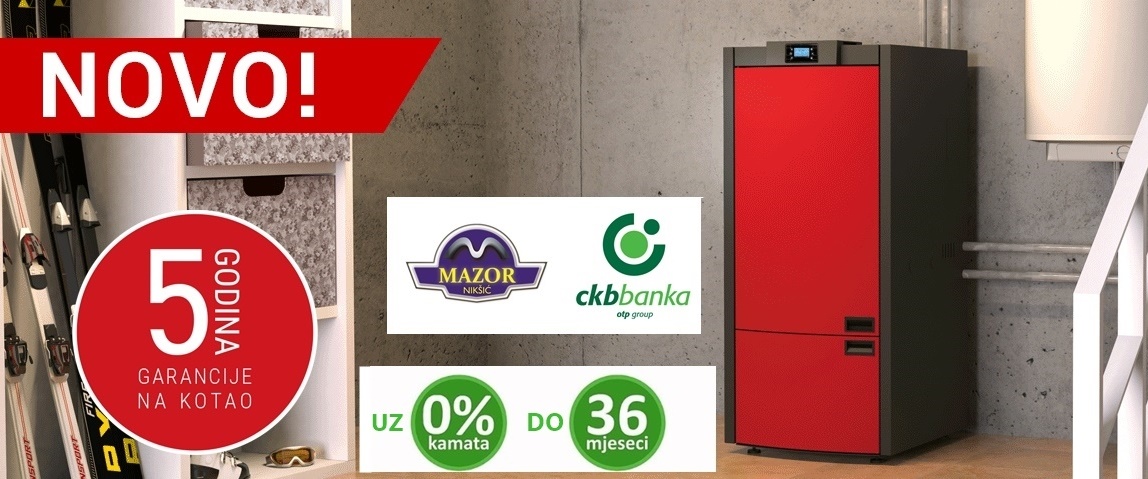 NOVO!
5 GODINA
GARANCIJE
NA KOTAO
MAZOR
NIKŠIĆ
ckbbanka
otp group
UZ 0% kamata DO 36 mjeseci